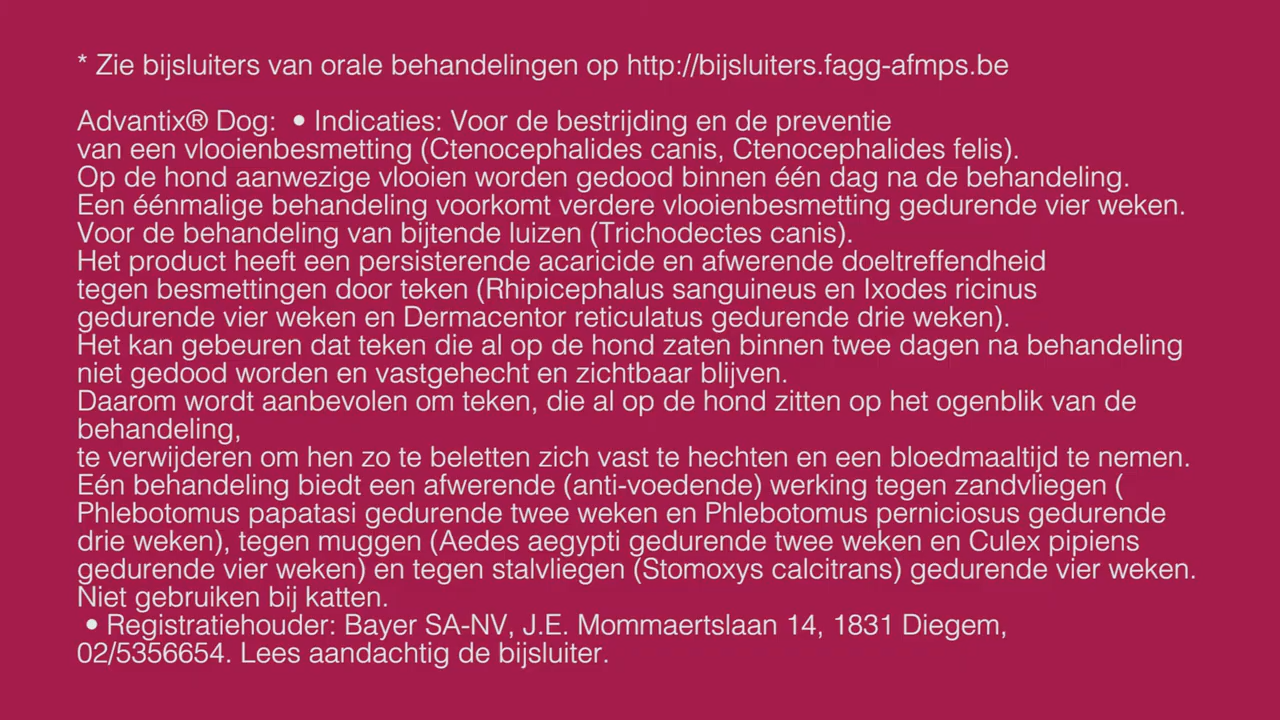 * Zie bijsluiters van orale behandelingen op http://bijsluiters.fagg-afmps.be
Advantix® Dog: • Indicaties: Voor de bestrijding en de preventie
van een vlooienbesmetting (Ctenocephalides canis, Ctenocephalides felis).
Op de hond aanwezige vlooien worden gedood binnen één dag na de behandeling.
Een éénmalige behandeling voorkomt verdere vlooienbesmetting gedurende vier weken.
Voor de behandeling van bijtende luizen (Trichodectes canis).
Het product heeft een persisterende acaricide en afwerende doeltreffendheid
tegen besmettingen door teken (Rhipicephalus sanguineus en Ixodes ricinus
gedurende vier weken en Dermacentor reticulatus gedurende drie weken).
Het kan gebeuren dat teken die al op de hond zaten binnen twee dagen na behandeling
niet gedood worden en vastgehecht en zichtbaar blijven.
Daarom wordt aanbevolen om teken, die al op de hond zitten op het ogenblik van de
behandeling,
te verwijderen om hen zo te beletten zich vast te hechten en een bloedmaaltijd te nemen.
Eén behandeling biedt een afwerende (anti-voedende) werking tegen zandvliegen (
Phlebotomus papatasi gedurende twee weken en Phlebotomus perniciosus gedurende
drie weken), tegen muggen (Aedes aegypti gedurende twee weken en Culex pipiens
gedurende vier weken) en tegen stalvliegen (Stomoxys calcitrans) gedurende vier weken.
Niet gebruiken bij katten.
• Registratiehouder: Bayer SA-NV, J.E. Mommaertslaan 14, 1831 Diegem,
02/5356654. Lees aandachtig de bijsluiter.